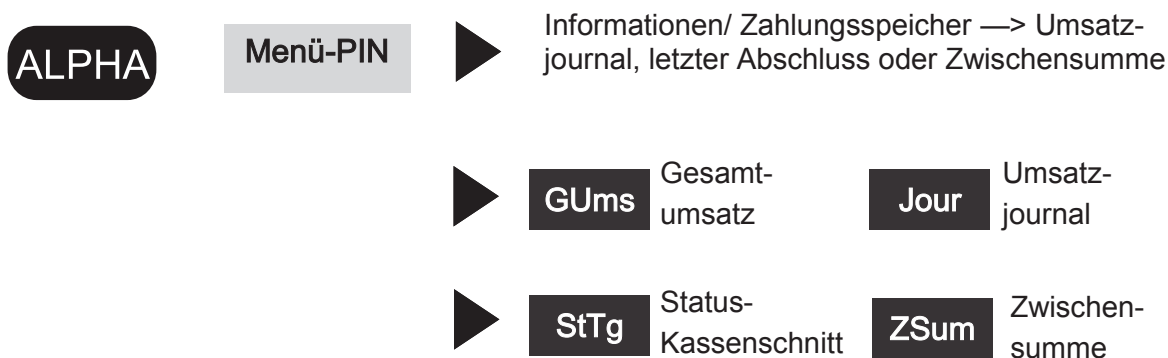 ALPHA
Menü-PIN
Informationen/ Zahlungsspeicher —> Umsatz-
journal, letzter Abschluss oder Zwischensumme
GUms
Gesamt-
umsatz
Jour
Umsatz-
journal
StTg
Status-
Kassenschnitt
ZSum
Zwischen-
summe